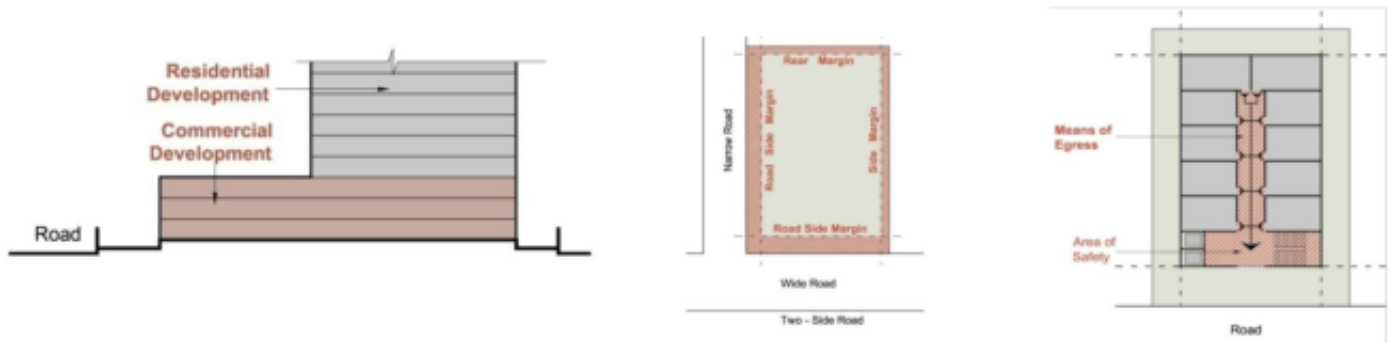 Residential
Development
Commercial
Development
Road
Rear Margin
Narrow Road
Road Side Margin
Side Margin
Road Side Margin
Wide Road
Two - Side Road
Means of
Egress
Area of
Safety
Road